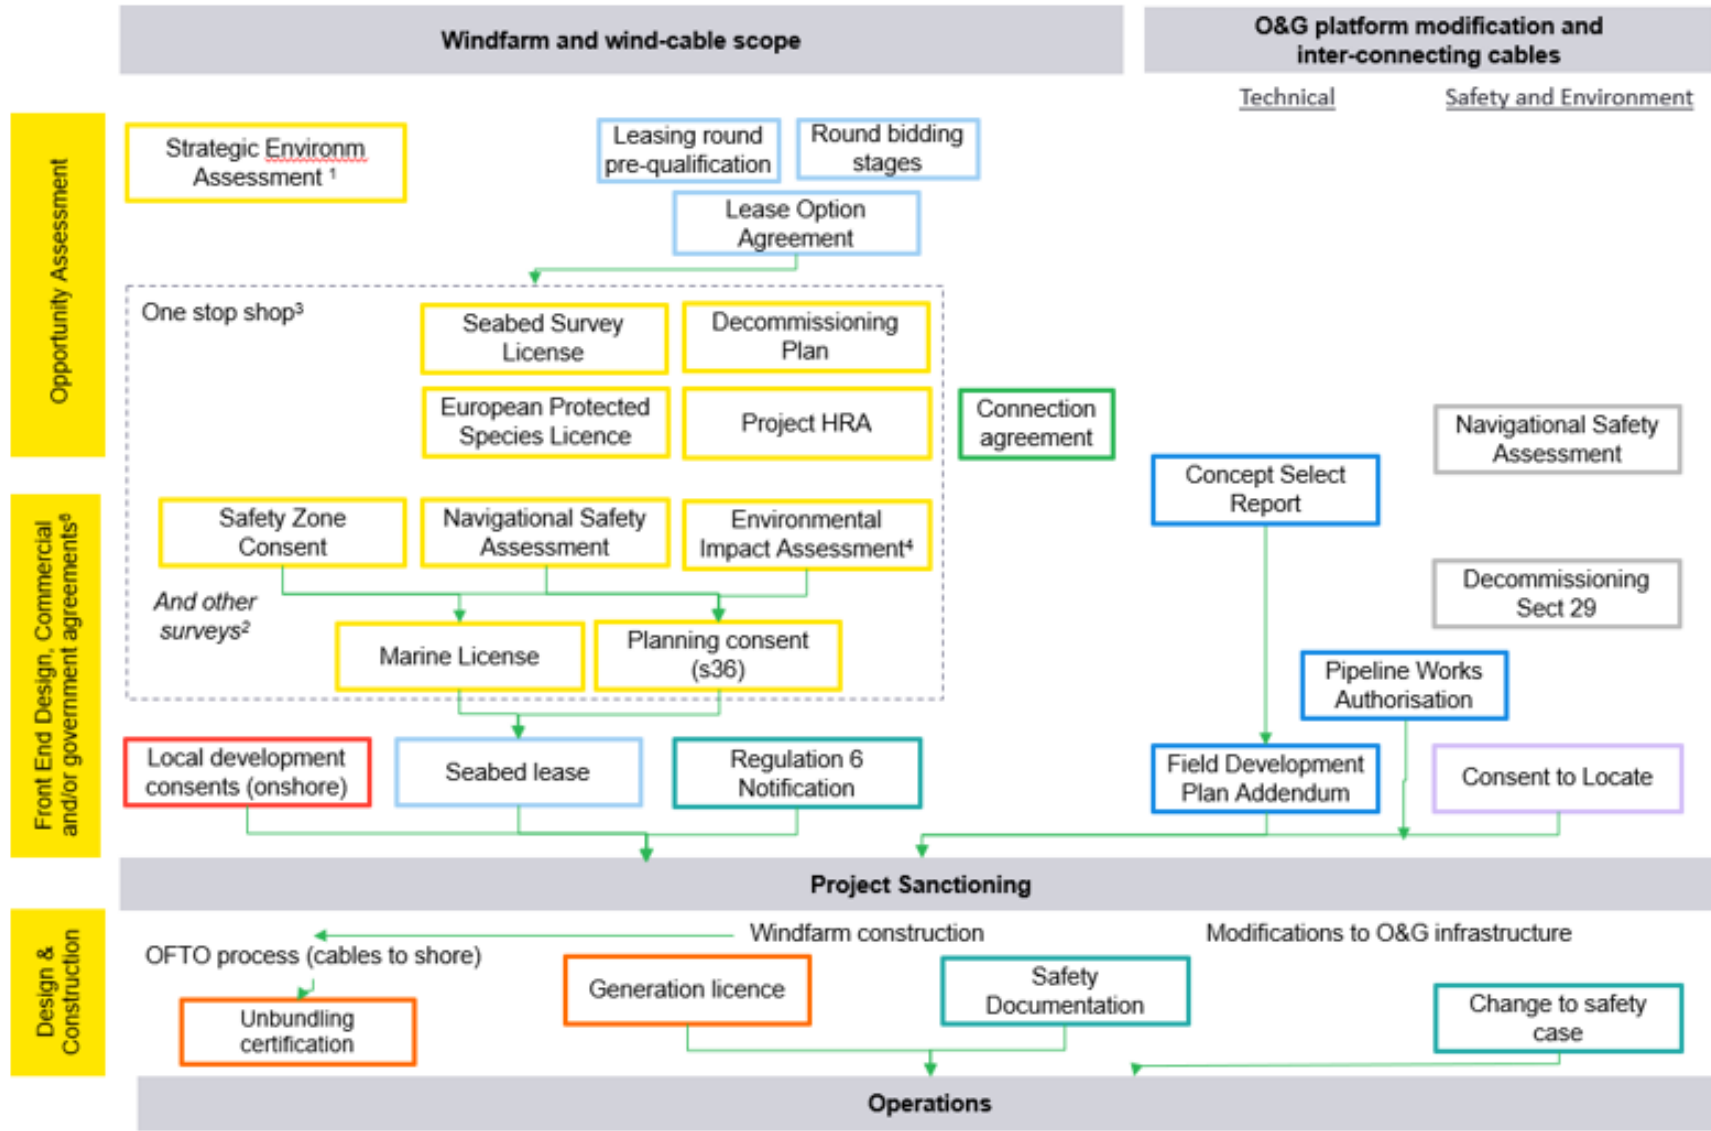 Windfarm and wind-cable scope
O&G platform modification and
inter-connecting cables
Technical
Safety and Environment
Opportunity Assessment
Strategic Environm
Assessment ¹
Leasing round
pre-qualification
Round bidding
stages
Lease Option
Agreement
One stop shop³
Seabed Survey
License
Decommissioning
Plan
European Protected
Species Licence
Project HRA
Connection
agreement
Navigational Safety
Assessment
Concept Select
Report
Front End Design, Commercial
and/or government agreements⁶
Safety Zone
Consent
Navigational Safety
Assessment
Environmental
Impact Assessment⁴
And other
surveys²
Marine License
Planning consent
(s36)
Decommissioning
Sect 29
Pipeline Works
Authorisation
Local development
consents (onshore)
Seabed lease
Regulation 6
Notification
Field Development
Plan Addendum
Consent to Locate
Project Sanctioning
Design &
Construction
OFTO process (cables to shore)
Windfarm construction
Modifications to O&G infrastructure
Unbundling
certification
Generation licence
Safety
Documentation
Change to safety
case
Operations